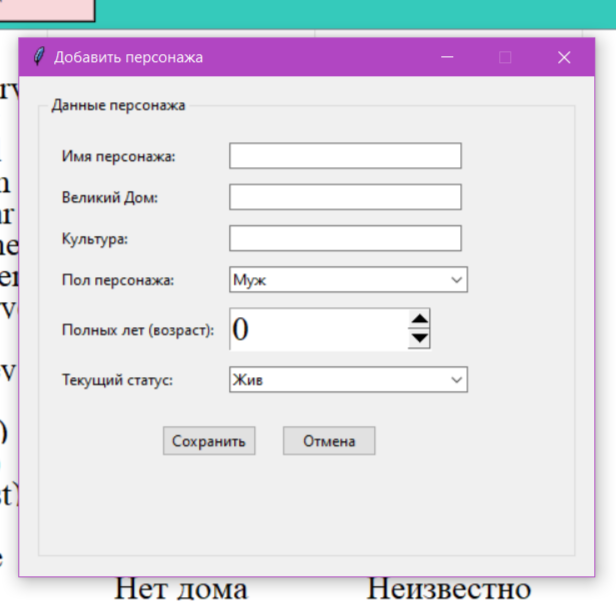 Добавить персонажа
Данные персонажа
Имя персонажа:
Великий Дом:
Культура:
Пол персонажа: Муж
Полных лет (возраст): 0
Текущий статус: Жив
Сохранить Отмена
Нет дома Неизвестно